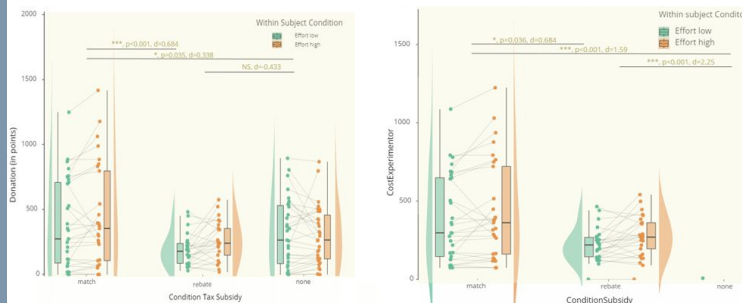 2000
Within Subject Condition
Effort low
Effort high
***, p<0.001, d=0.684
*, p=0.035, d=0.338
NS, d=-0.433
1500
1000
500
0
Donation (in points)
match
rebate
none
Condition Tax Subsidy
Within subject Condito
Effort low
Effort high
*, p=0.036, d=0.684
***, p=0.001, d=1.59
***, p=0.001, d=2.25
1500
1000
500
0
CostExperimentor
match
rebate
none
ConditionSubsidy